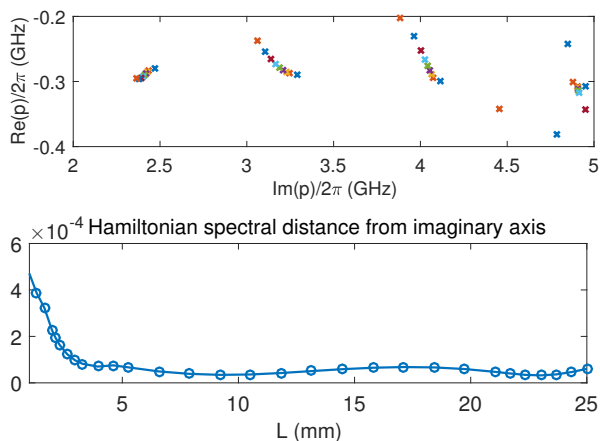 -0.2
-0.3
-0.4
Re(p)/2π (GHz)
2 2.5 3 3.5 4 4.5 5
Im(p)/2π (GHz)
×10⁻⁴ Hamiltonian spectral distance from imaginary axis
6
4
2
0
5 10 15 20 25
L (mm)